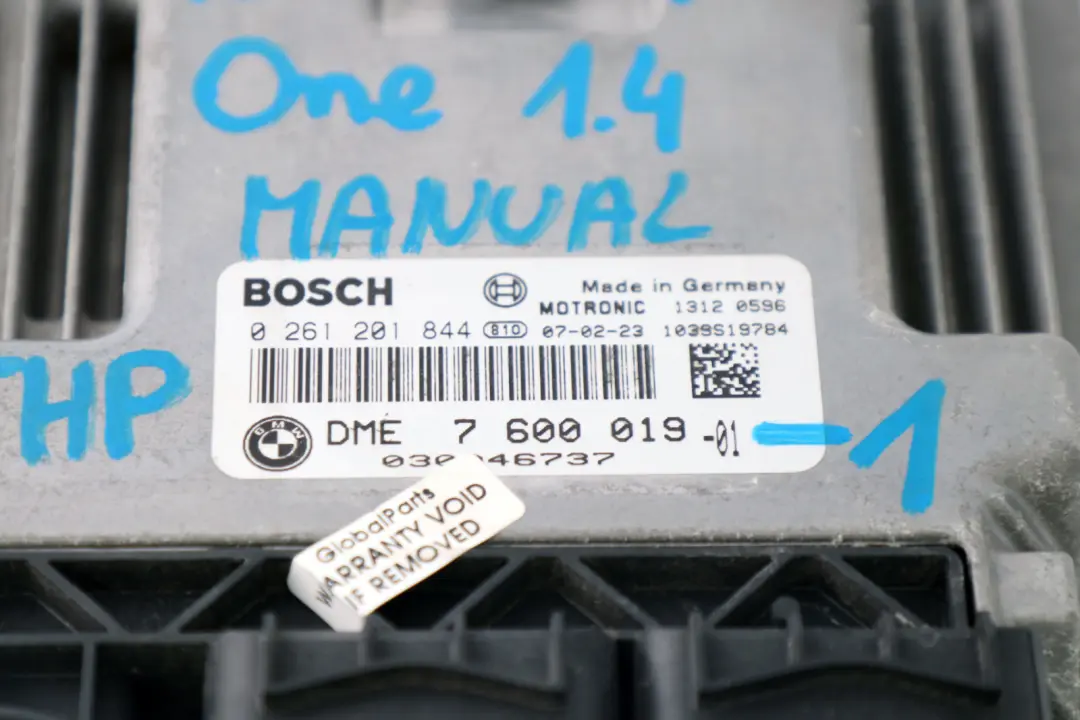 One 1.4
MANUAL
BOSCH
Made in Germany
MOTRONIC 1312 0596
0 261 201 844 810 07-02-23 1039S19784
HP
BMW
DME 7 600 019 -01 -1
GlobalParts
WARRANTY VOID
IF REMOVED